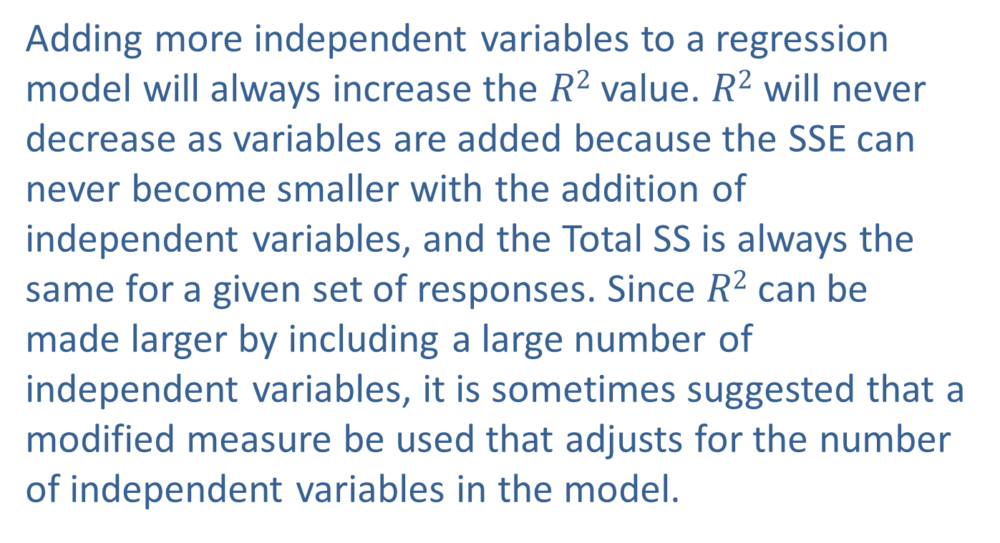 Adding more independent variables to a regression
model will always increase the R² value. R² will never
decrease as variables are added because the SSE can
never become smaller with the addition of
independent variables, and the Total SS is always the
same for a given set of responses. Since R² can be
made larger by including a large number of
independent variables, it is sometimes suggested that a
modified measure be used that adjusts for the number
of independent variables in the model.